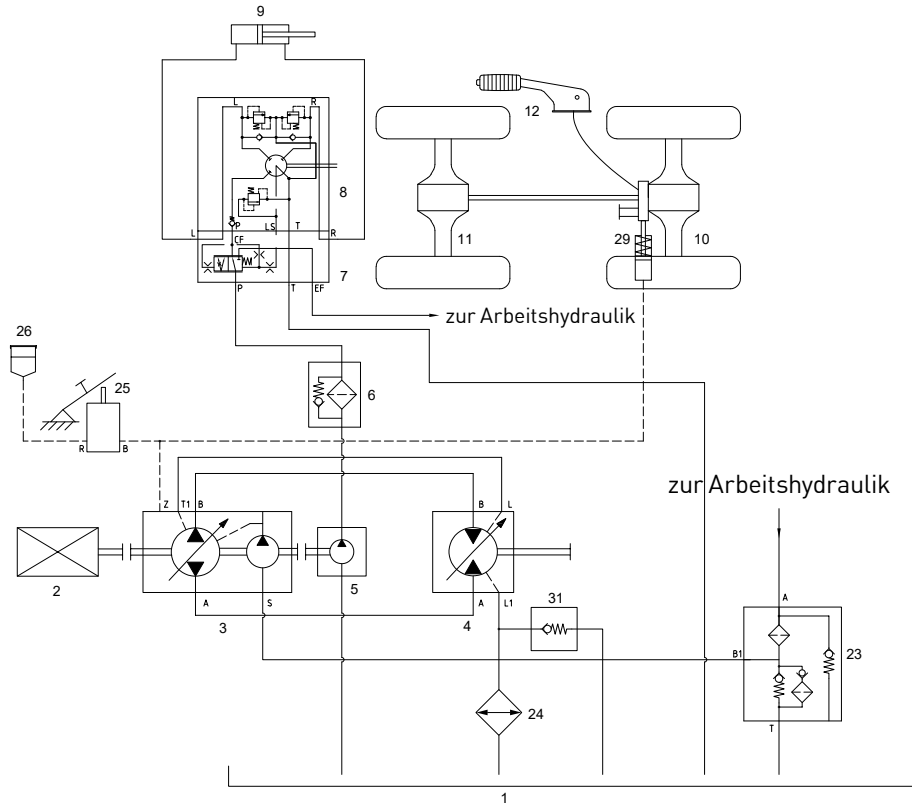 9
L R
12
8
P LS T
L R
CF
29 10
11
7
P T EF
zur Arbeitshydraulik
26
25
6
R B
zur Arbeitshydraulik
Z T1 B B L
A
2 5
A S A L1
31
3 4
B1 23
24
T
1